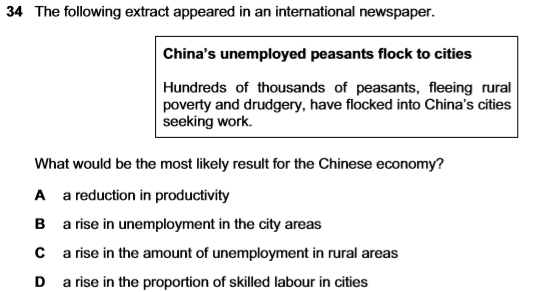 34 The following extract appeared in an international newspaper.
China's unemployed peasants flock to cities
Hundreds of thousands of peasants, fleeing rural
poverty and drudgery, have flocked into China's cities
seeking work.
What would be the most likely result for the Chinese economy?
A a reduction in productivity
B a rise in unemployment in the city areas
C a rise in the amount of unemployment in rural areas
D a rise in the proportion of skilled labour in cities